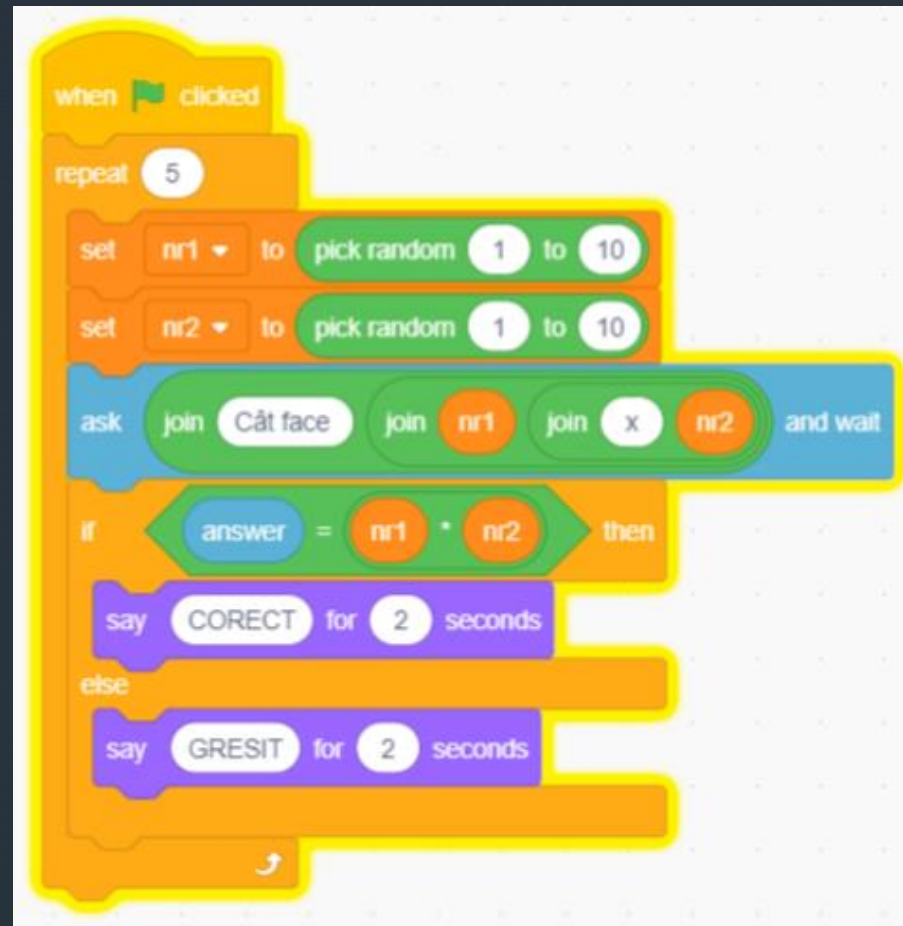 when clicked
repeat 5
set nr1 to pick random 1 to 10
set nr2 to pick random 1 to 10
ask join Cât face join nr1 join x nr2 and wait
if answer = nr1 * nr2 then
say CORECT for 2 seconds
else
say GRESIT for 2 seconds